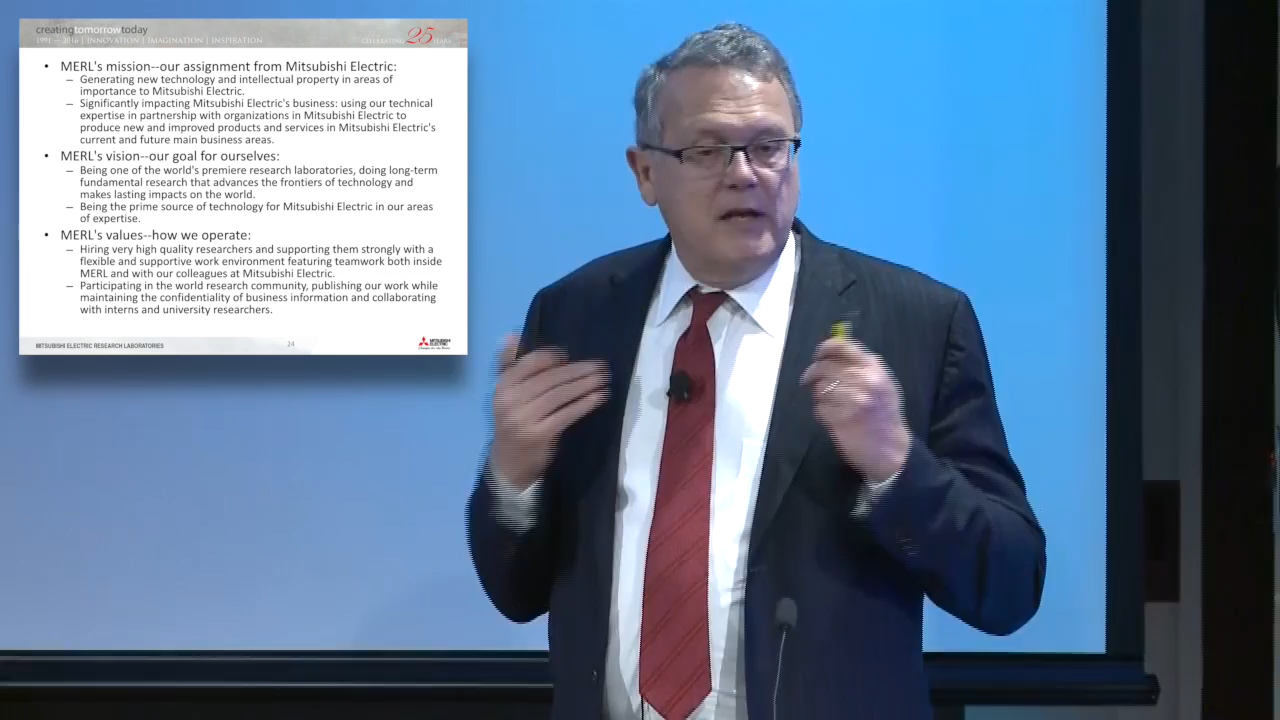 creatingtomorrowtoday
1991 — 2016 | INNOVATION | IMAGINATION | INSPIRATION
CELEBRATING 25 YEARS
• MERL's mission--our assignment from Mitsubishi Electric:
– Generating new technology and intellectual property in areas of
importance to Mitsubishi Electric.
– Significantly impacting Mitsubishi Electric's business: using our technical
expertise in partnership with organizations in Mitsubishi Electric to
produce new and improved products and services in Mitsubishi Electric's
current and future main business areas.
• MERL's vision--our goal for ourselves:
– Being one of the world's premiere research laboratories, doing long-term
fundamental research that advances the frontiers of technology and
makes lasting impacts on the world.
– Being the prime source of technology for Mitsubishi Electric in our areas
of expertise.
• MERL's values--how we operate:
– Hiring very high quality researchers and supporting them strongly with a
flexible and supportive work environment featuring teamwork both inside
MERL and with our colleagues at Mitsubishi Electric.
– Participating in the world research community, publishing our work while
maintaining the confidentiality of business information and collaborating
with interns and university researchers.
MITSUBISHI ELECTRIC RESEARCH LABORATORIES
24
MITSUBISHI
ELECTRIC
Changes for the Better